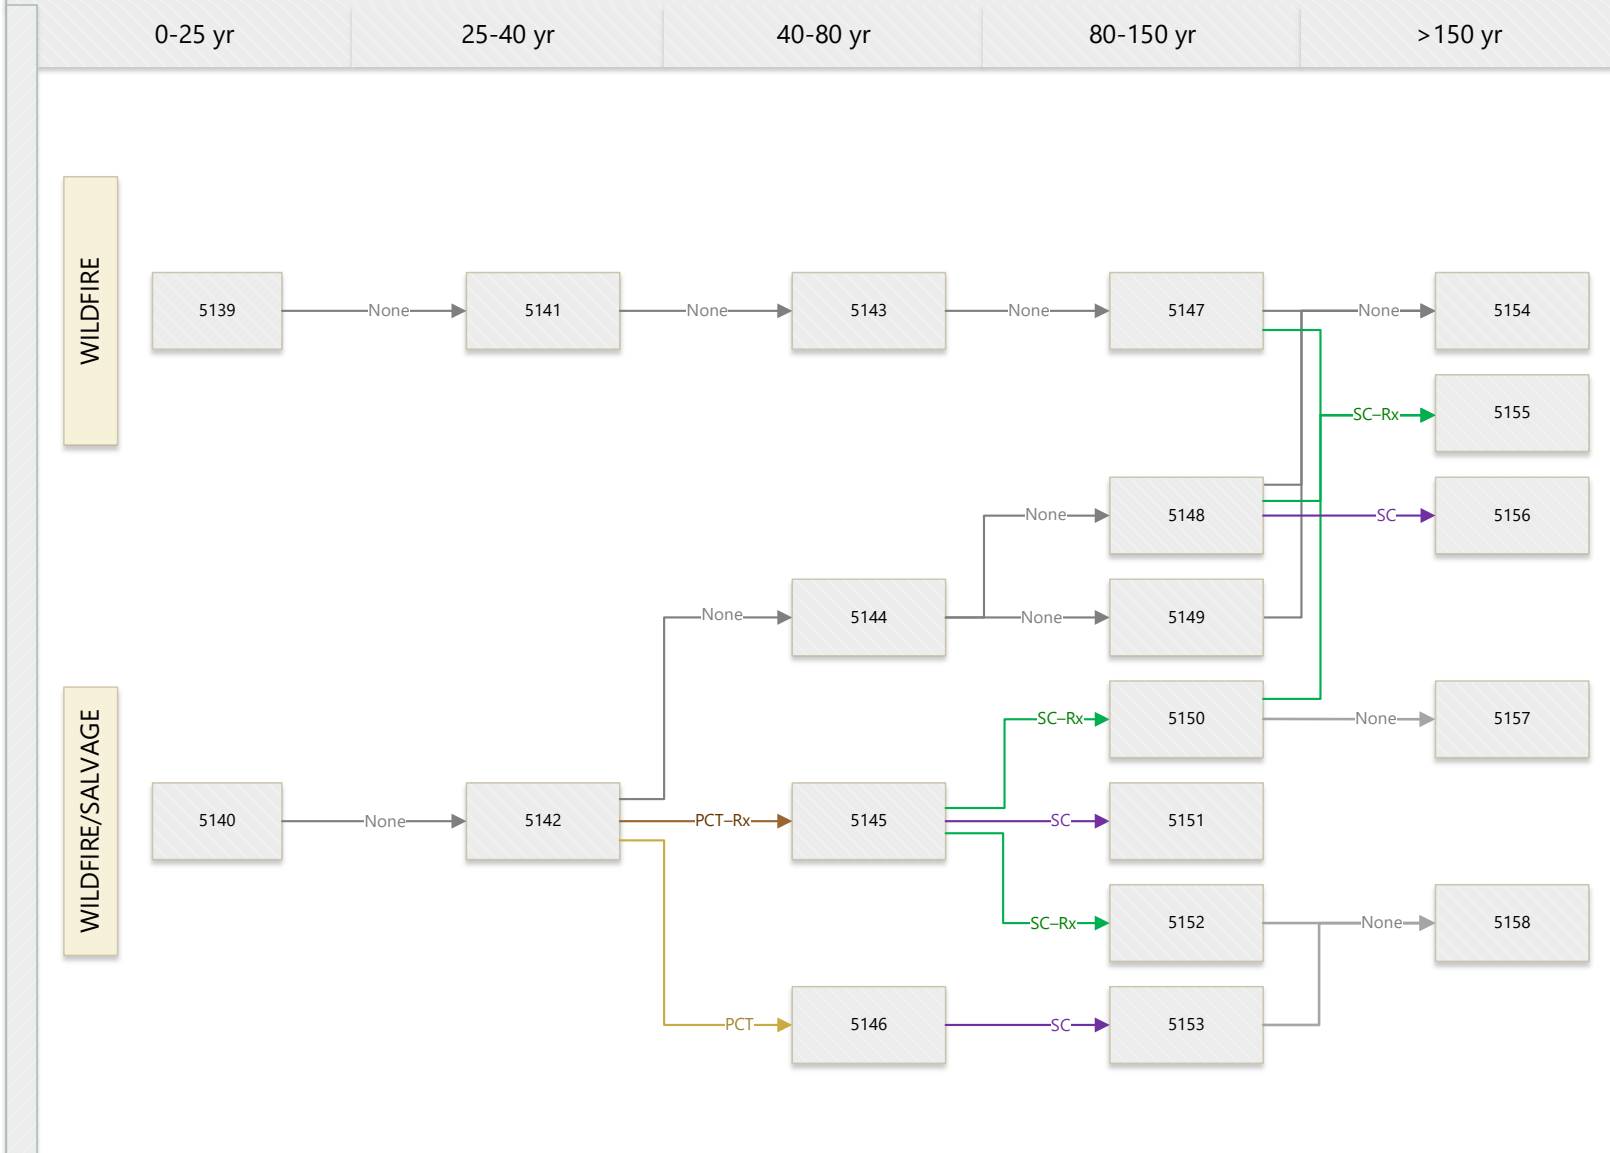 0-25 yr
25-40 yr
40-80 yr
80-150 yr
>150 yr
WILDFIRE
5139
None
5141
None
5143
None
5147
None
5154
SC–Rx
5155
None
5148
SC
5156
None
5144
None
5149
WILDFIRE/SALVAGE
SC–Rx
5150
None
5157
5140
None
5142
PCT–Rx
5145
SC
5151
SC–Rx
5152
None
5158
PCT
5146
SC
5153